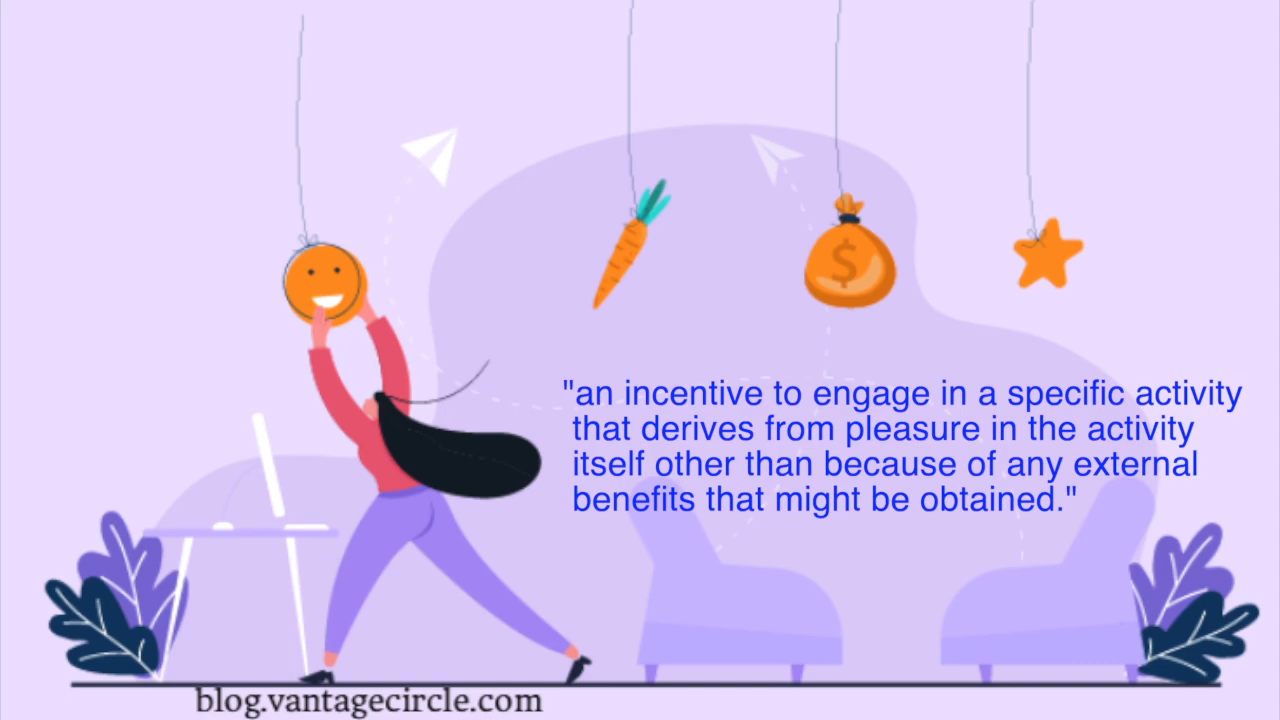 $
"an incentive to engage in a specific activity
that derives from pleasure in the activity
itself other than because of any external
benefits that might be obtained."
blog.vantagecircle.com